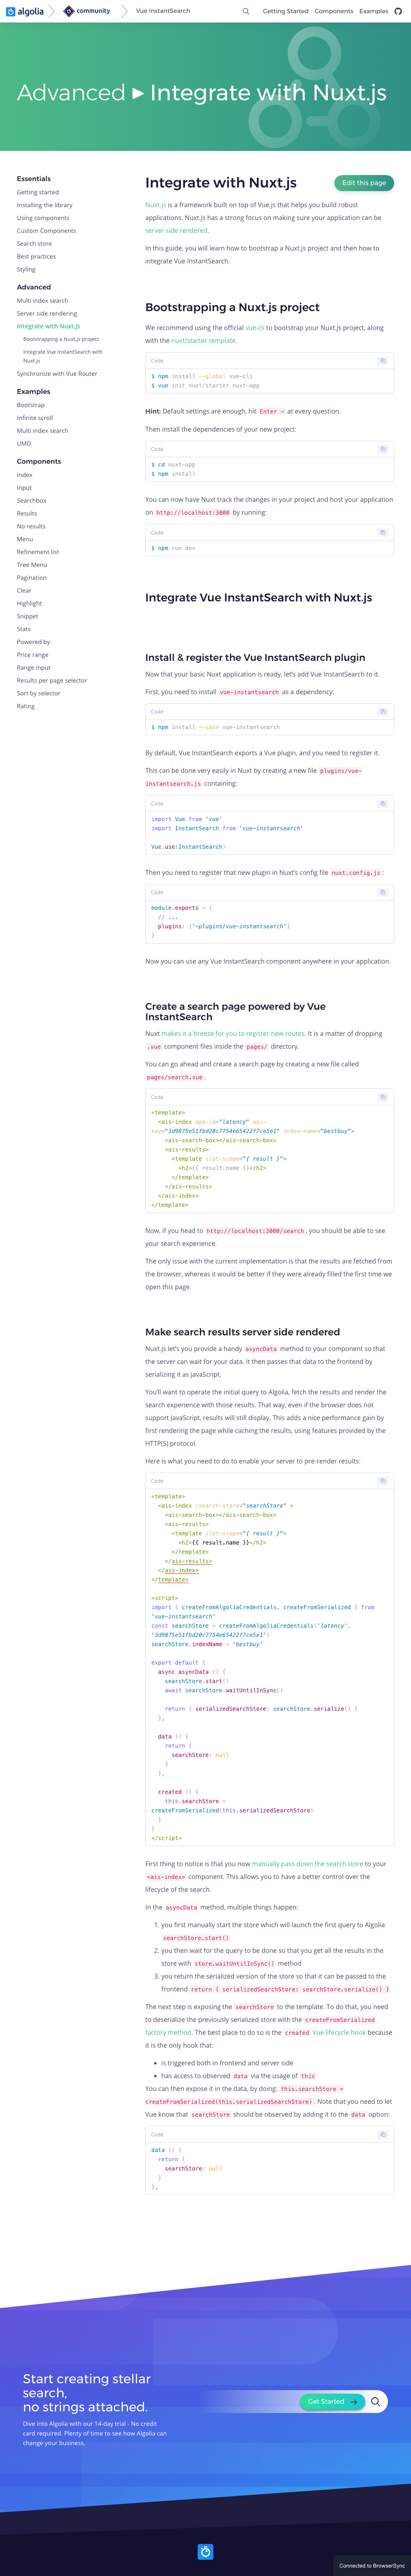 algolia
community
Vue InstantSearch
Getting Started
Components
Examples
Advanced ▸ Integrate with Nuxt.js
Essentials
Getting started
Installing the library
Using components
Custom Components
Search store
Best practices
Styling
Advanced
Multi index search
Server side rendering
Integrate with Nuxt.js
Bootstrapping a Nuxt.js project
Integrate Vue InstantSearch with
Nuxt.js
Synchronize with Vue Router
Examples
Bootstrap
Infinite scroll
Multi index search
UMD
Components
Index
Input
Searchbox
Results
No results
Menu
Refinement list
Tree Menu
Pagination
Clear
Highlight
Snippet
Stats
Powered by
Price range
Range input
Results per page selector
Sort by selector
Rating
Integrate with Nuxt.js
Edit this page
Nuxt.js is a framework built on top of Vue.js that helps you build robust
applications. Nuxt.js has a strong focus on making sure your application can be
server side rendered.
In this guide, you will learn how to bootstrap a Nuxt.js project and then how to
integrate Vue InstantSearch.
Bootstrapping a Nuxt.js project
We recommend using the official vue-cli to bootstrap your Nuxt.js project, along
with the nuxt/starter template.
Code
$ npm install --global vue-cli
$ vue init nuxt/starter nuxt-app
Hint: Default settings are enough, hit Enter ⏎ at every question.
Then install the dependencies of your new project:
Code
$ cd nuxt-app
$ npm install
You can now have Nuxt track the changes in your project and host your application
on http://localhost:3000 by running:
Code
$ npm run dev
Integrate Vue InstantSearch with Nuxt.js
Install & register the Vue InstantSearch plugin
Now that your basic Nuxt application is ready, let's add Vue InstantSearch to it.
First, you need to install vue-instantsearch as a dependency:
Code
$ npm install --save vue-instantsearch
By default, Vue InstantSearch exports a Vue plugin, and you need to register it.
This can be done very easily in Nuxt by creating a new file plugins/vue-
instantsearch.js containing:
Code
import Vue from 'vue'
import InstantSearch from 'vue-instantsearch'
Vue.use(InstantSearch)
Then you need to register that new plugin in Nuxt's config file nuxt.config.js:
Code
module.exports = {
// ...
plugins: ['~plugins/vue-instantsearch']
}
Now you can use any Vue InstantSearch component anywhere in your application.
Create a search page powered by Vue
InstantSearch
Nuxt makes it a breeze for you to register new routes. It is a matter of dropping
.vue component files inside the pages/ directory.
You can go ahead and create a search page by creating a new file called
pages/search.vue.
Code
<template>
<ais-index app-id="latency" api-
key="3d9875e51fbd20c7754e65422f7ce5e1" index-name="bestbuy">
<ais-search-box></ais-search-box>
<ais-results>
<template slot-scope="{ result }">
<h2>{{ result.name }}</h2>
</template>
</ais-results>
</ais-index>
</template>
Now, if you head to http://localhost:3000/search, you should be able to see
your search experience.
The only issue with the current implementation is that the results are fetched from
the browser, whereas it would be better if they were already filled the first time we
open this page.
Make search results server side rendered
Nuxt.js let's you provide a handy asyncData method to your component so that
the server can wait for your data. It then passes that data to the frontend by
serializing it as javaScript.
You'll want to operate the initial query to Algolia, fetch the results and render the
search experience with those results. That way, even if the browser does not
support JavaScript, results will still display. This adds a nice performance gain by
first rendering the page while caching the results, using features provided by the
HTTP(S) protocol.
Here is what you need to do to enable your server to pre-render results:
Code
<template>
<ais-index :search-store="searchStore" >
<ais-search-box></ais-search-box>
<ais-results>
<template slot-scope="{ result }">
<h2>{{ result.name }}</h2>
</template>
</ais-results>
</ais-index>
</template>
<script>
import { createFromAlgoliaCredentials, createFromSerialized } from
'vue-instantsearch'
const searchStore = createFromAlgoliaCredentials('latency',
'3d9875e51fbd20c7754e65422f7ce5e1')
searchStore.indexName = 'bestbuy'
export default {
async asyncData () {
searchStore.start()
await searchStore.waitUntilInSync()
return { serializedSearchStore: searchStore.serialize() }
},
data () {
return {
searchStore: null
}
},
created () {
this.searchStore =
createFromSerialized(this.serializedSearchStore)
}
}
</script>
First thing to notice is that you now manually pass down the search store to your
<ais-index> component. This allows you to have a better control over the
lifecycle of the search.
In the asyncData method, multiple things happen:
1. you first manually start the store which will launch the first query to Algolia
searchStore.start()
2. you then wait for the query to be done so that you get all the results in the
store with store.waitUntilInSync() method
3. you return the serialized version of the store so that it can be passed to the
frontend return { serializedSearchStore: searchStore.serialize() }
The next step is exposing the searchStore to the template. To do that, you need
to deserialize the previously serialized store with the createFromSerialized
factory method. The best place to do so is the created Vue lifecycle hook because
it is the only hook that:
• is triggered both in frontend and server side
• has access to observed data via the usage of this
You can then expose it in the data, by doing: this.searchStore =
createFromSerialized(this.serializedSearchStore). Note that you need to let
Vue know that searchStore should be observed by adding it to the data option:
Code
data () {
return {
searchStore: null
}
},
Start creating stellar
search,
no strings attached.
Dive into Algolia with our 14-day trial - No credit
card required. Plenty of time to see how Algolia can
change your business.
Get Started
Connected to BrowserSync